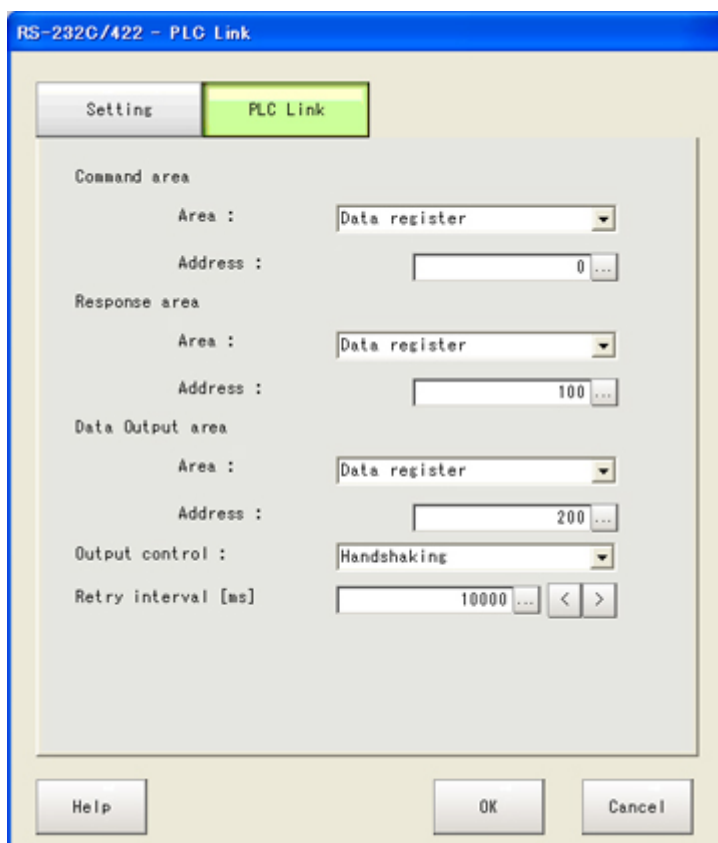 RS-232C/422 - PLC Link
Setting PLC Link
Command area
Area : Data register
Address : 0 ...
Response area
Area : Data register
Address : 100 ...
Data Output area
Area : Data register
Address : 200 ...
Output control : Handshaking
Retry interval [ms] 10000 ... < >
Help OK Cancel